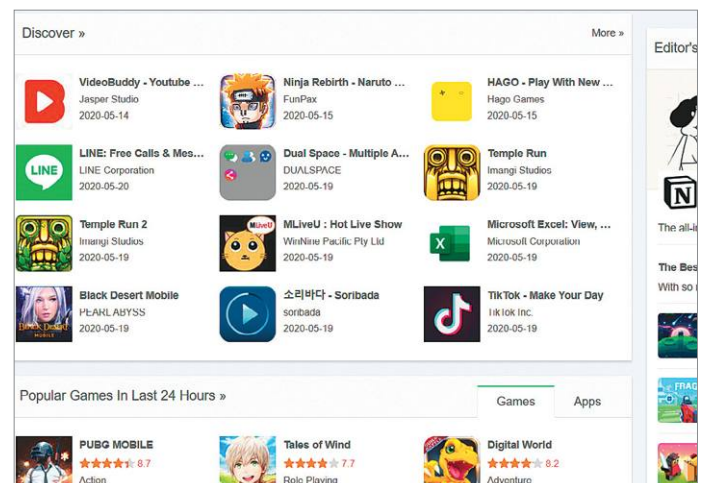 Discover »
More »
Editor's
VideoBuddy - Youtube ...
Jasper Studio
2020-05-14
Ninja Rebirth - Naruto ...
FunPax
2020-05-15
HAGO - Play With New ...
Hago Games
2020-05-15
LINE
LINE: Free Calls & Mes...
LINE Corporation
2020-05-20
Dual Space - Multiple A...
DUALSPACE
2020-05-19
Temple Run
Imangi Studios
2020-05-19
N
Temple Run 2
Imangi Studios
2020-05-19
MLiveU
MLiveU : Hot Live Show
WinNine Pacific Pty Ltd
2020-05-19
X
Microsoft Excel: View, ...
Microsoft Corporation
2020-05-19
The all-i
The Bes
With so
BLACK DESERT
MOBILE
Black Desert Mobile
PEARL ABYSS
2020-05-19
소리바다 - Soribada
soribada
2020-05-19
TikTok - Make Your Day
TikTok Inc.
2020-05-19
Popular Games In Last 24 Hours »
Games
Apps
FRAG
PUBG MOBILE
8.7
Action
Tales of Wind
7.7
Role Playing
Digital World
8.2
Adventure